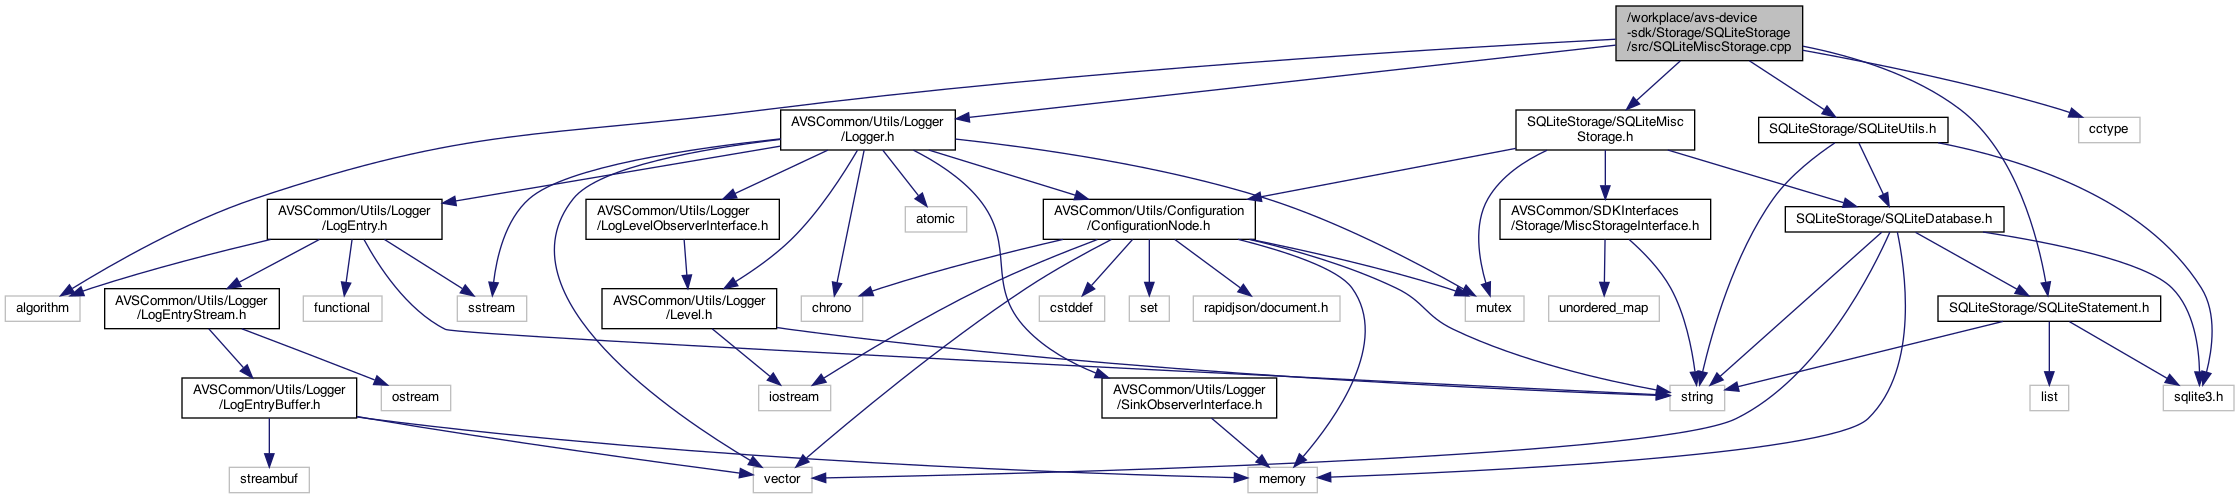 /workplace/avs-device
-sdk/Storage/SQLiteStorage
/src/SQLiteMiscStorage.cpp
AVSCommon/Utils/Logger
/Logger.h
SQLiteStorage/SQLiteMisc
Storage.h
SQLiteStorage/SQLiteUtils.h
cctype
AVSCommon/Utils/Logger
/LogEntry.h
AVSCommon/Utils/Logger
/LogLevelObserverInterface.h
atomic
AVSCommon/Utils/Configuration
/ConfigurationNode.h
AVSCommon/SDKInterfaces
/Storage/MiscStorageInterface.h
SQLiteStorage/SQLiteDatabase.h
algorithm
AVSCommon/Utils/Logger
/LogEntryStream.h
functional
sstream
AVSCommon/Utils/Logger
/Level.h
chrono
cstddef
set
rapidjson/document.h
mutex
unordered_map
SQLiteStorage/SQLiteStatement.h
AVSCommon/Utils/Logger
/LogEntryBuffer.h
ostream
iostream
AVSCommon/Utils/Logger
/SinkObserverInterface.h
string
list
sqlite3.h
streambuf
vector
memory